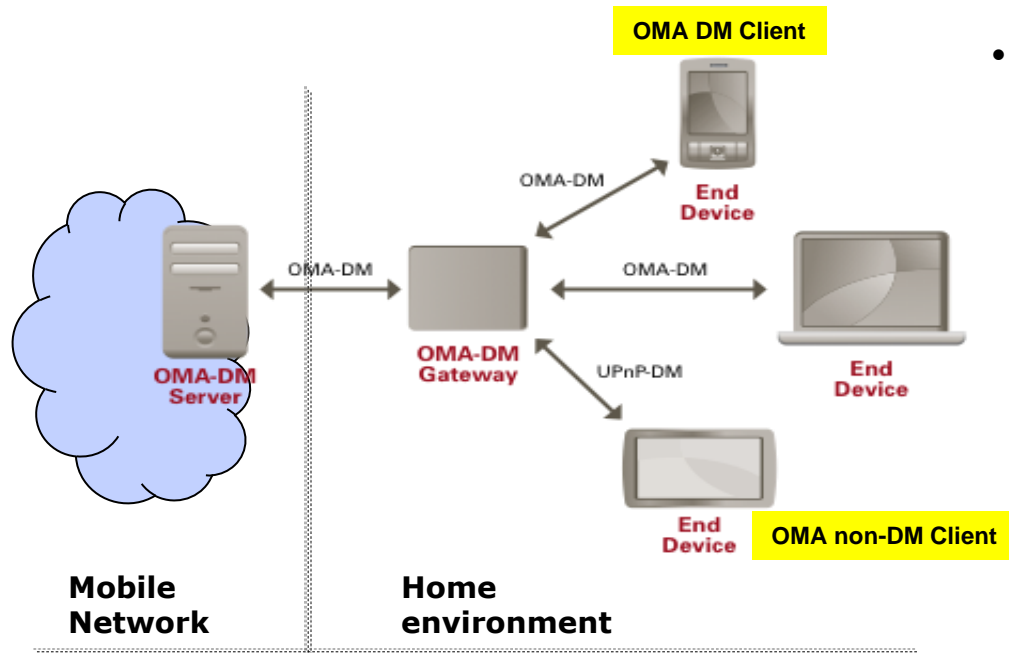 OMA DM Client
•
OMA-DM
End
Device
OMA-DM
OMA-DM
OMA-DM
Server
OMA-DM
Gateway
UPnP-DM
End
Device
End
Device
OMA non-DM Client
Mobile
Network
Home
environment